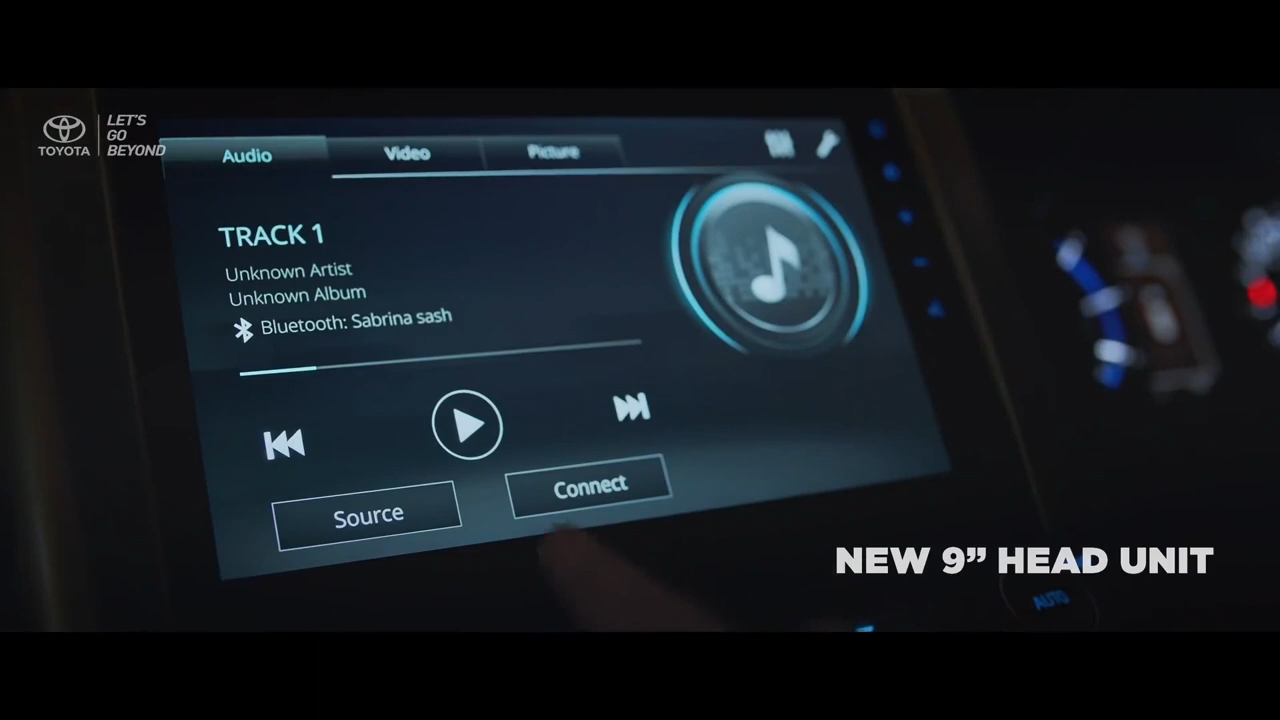 TOYOTA
LET'S
GO
BEYOND
Audio
Video
Picture
TRACK 1
Unknown Artist
Unknown Album
Bluetooth: Sabrina sash
Source
Connect
NEW 9” HEAD UNIT
AUTO